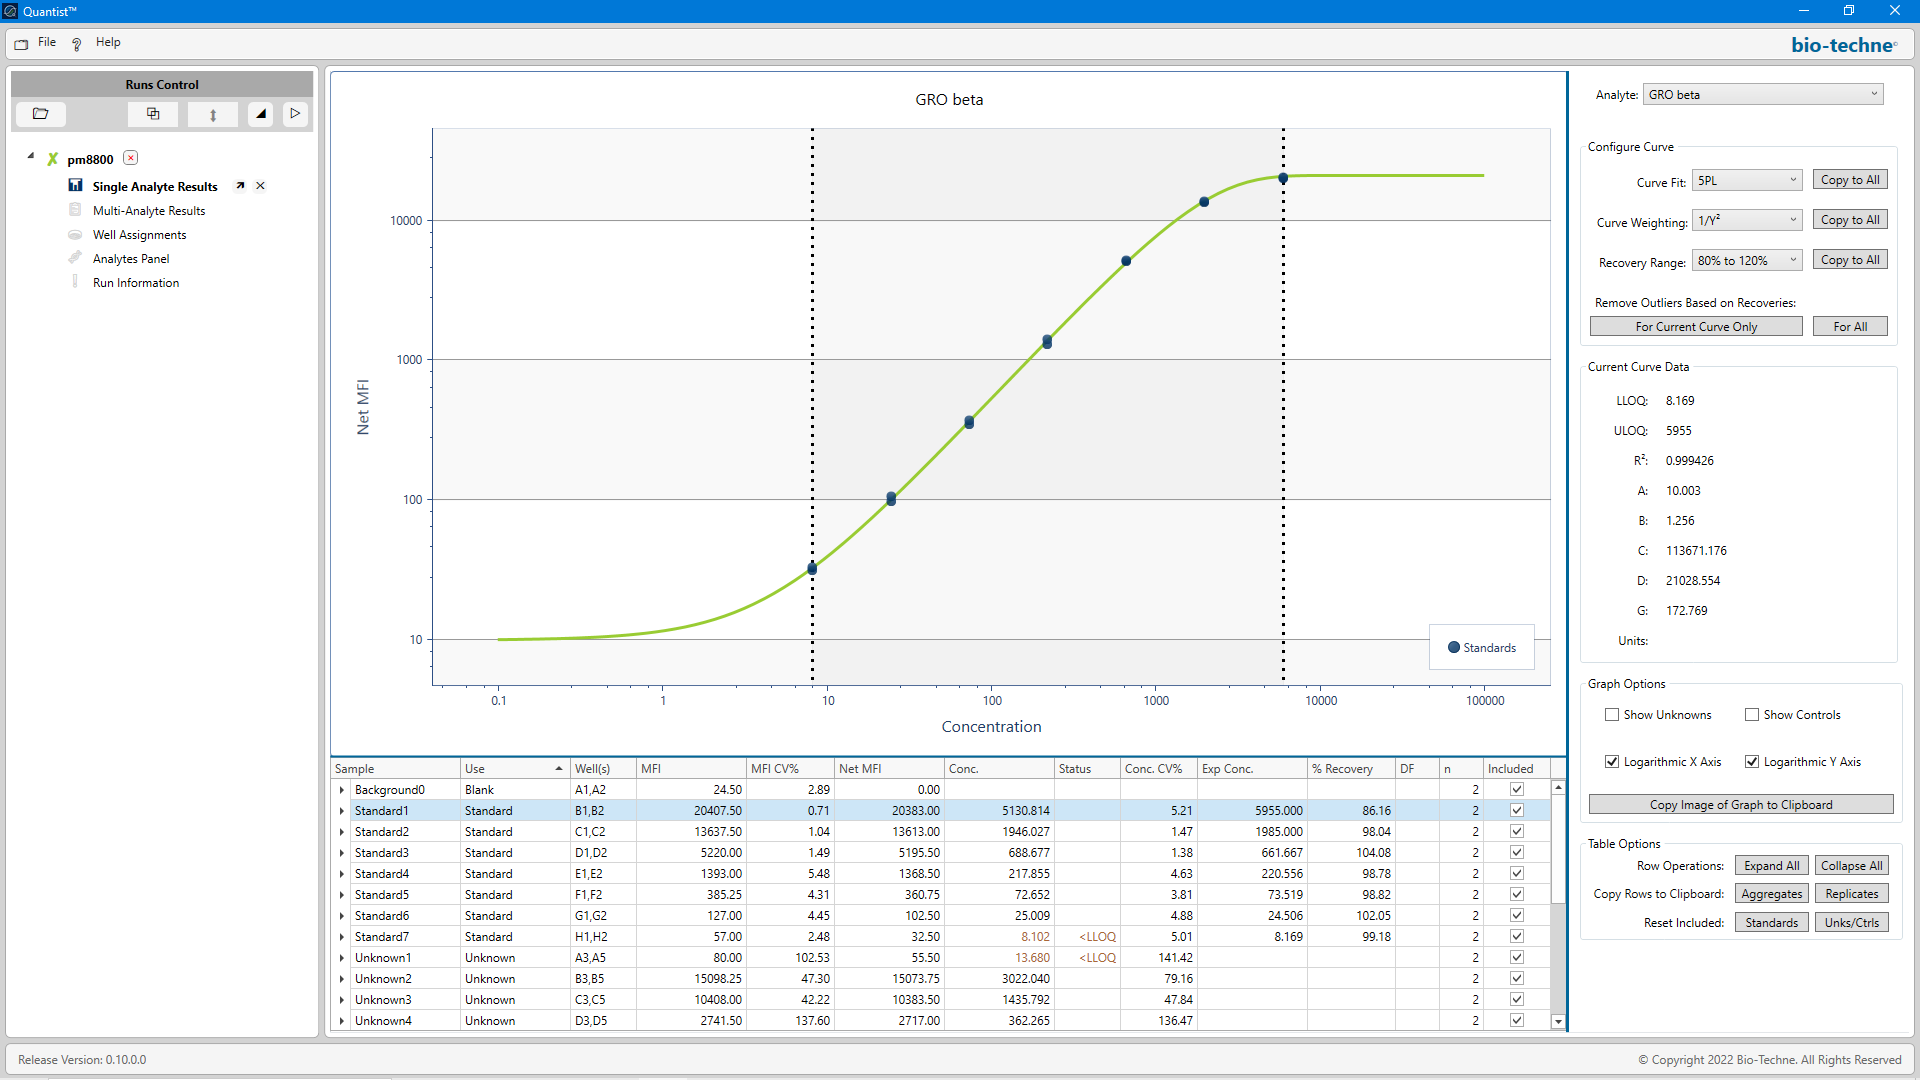 Quantist™
File Help
bio-techne
Runs Control
pm8800
Single Analyte Results
Multi-Analyte Results
Well Assignments
Analytes Panel
Run Information
GRO beta
Net MFI
10000
1000
100
10
0.1 1 10 100 1000 10000 100000
Concentration
Standards
Analyte: GRO beta
Configure Curve
Curve Fit: 5PL Copy to All
Curve Weighting: 1/Y² Copy to All
Recovery Range: 80% to 120% Copy to All
Remove Outliers Based on Recoveries:
For Current Curve Only For All
Current Curve Data
LLOQ: 8.169
ULOQ: 5955
R²: 0.999426
A: 10.003
B: 1.256
C: 113671.176
D: 21028.554
G: 172.769
Units:
Graph Options
Show Unknowns Show Controls
Logarithmic X Axis Logarithmic Y Axis
Copy Image of Graph to Clipboard
Table Options
Row Operations: Expand All Collapse All
Copy Rows to Clipboard: Aggregates Replicates
Reset Included: Standards Unks/Ctrls
Sample Use Well(s) MFI MFI CV% Net MFI Conc. Status Conc. CV% Exp Conc. % Recovery DF n Included
Background0 Blank A1,A2 24.50 2.89 0.00 2
Standard1 Standard B1,B2 20407.50 0.71 20383.00 5130.814 5.21 5955.000 86.16 2
Standard2 Standard C1,C2 13637.50 1.04 13613.00 1946.027 1.47 1985.000 98.04 2
Standard3 Standard D1,D2 5220.00 1.49 5195.50 688.677 1.38 661.667 104.08 2
Standard4 Standard E1,E2 1393.00 5.48 1368.50 217.855 4.63 220.556 98.78 2
Standard5 Standard F1,F2 385.25 4.31 360.75 72.652 3.81 73.519 98.82 2
Standard6 Standard G1,G2 127.00 4.45 102.50 25.009 4.88 24.506 102.05 2
Standard7 Standard H1,H2 57.00 2.48 32.50 8.102 <LLOQ 5.01 8.169 99.18 2
Unknown1 Unknown A3,A5 80.00 102.53 55.50 13.680 <LLOQ 141.42 2
Unknown2 Unknown B3,B5 15098.25 47.30 15073.75 3022.040 79.16 2
Unknown3 Unknown C3,C5 10408.00 42.22 10383.50 1435.792 47.84 2
Unknown4 Unknown D3,D5 2741.50 137.60 2717.00 362.265 136.47 2
Release Version: 0.10.0.0
© Copyright 2022 Bio-Techne. All Rights Reserved